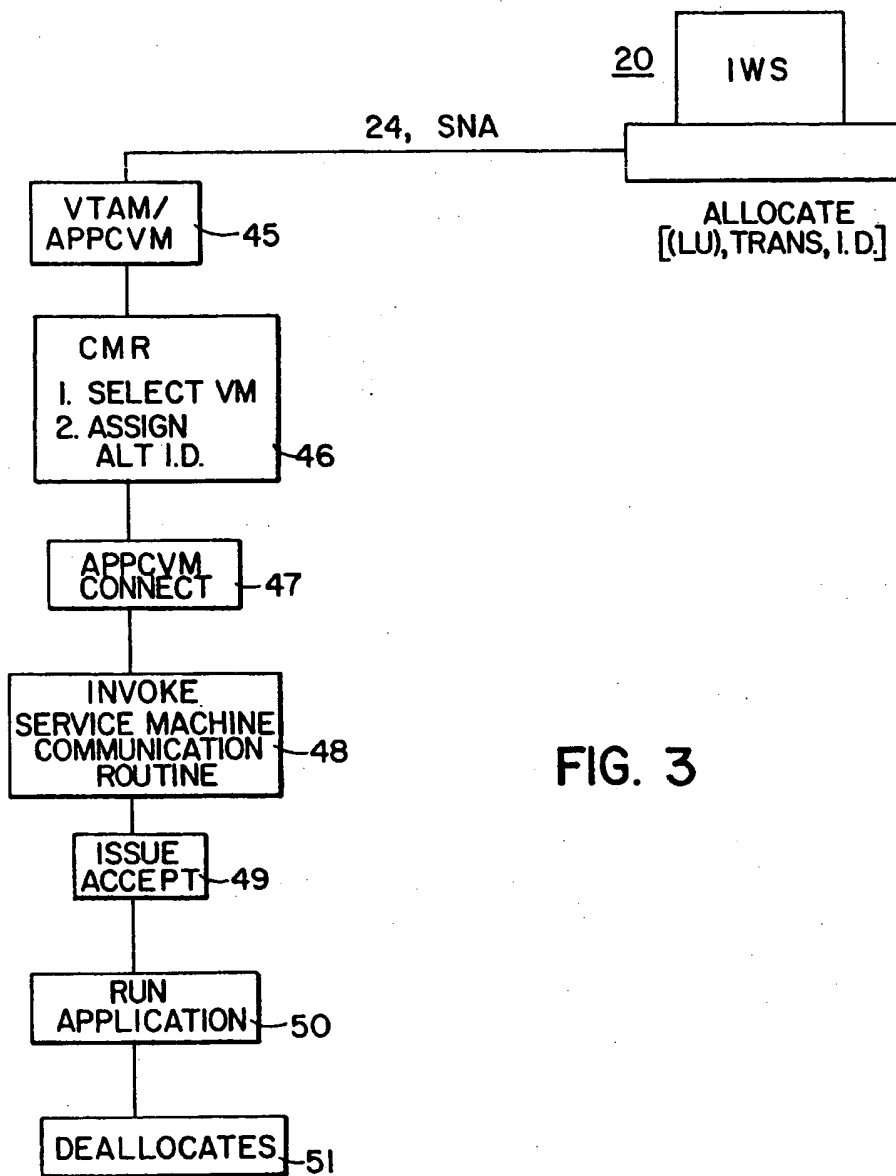 20
IWS
24, SNA
ALLOCATE
[(LU),TRANS, I.D.]
VTAM/
APPCVM
45
CMR
1. SELECT VM
2. ASSIGN
ALT I.D.
46
APPCVM
CONNECT
47
INVOKE
SERVICE MACHINE
COMMUNICATION
ROUTINE
48
ISSUE
ACCEPT
49
RUN
APPLICATION
50
DEALLOCATES
51
FIG. 3